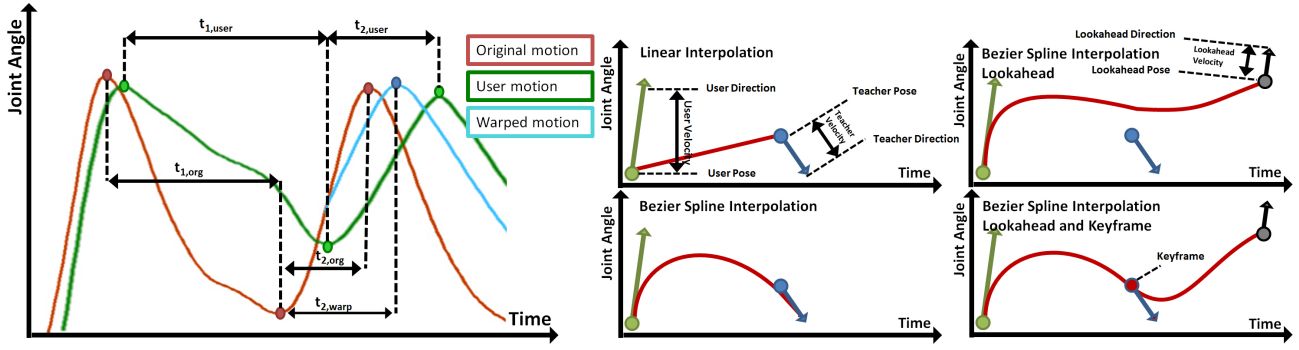 Joint Angle
t1,user
t2,user
Original motion
User motion
Warped motion
t1,org
t2,org
t2,warp
Time
Joint Angle
Linear Interpolation
User Direction
User Velocity
User Pose
Teacher Pose
Teacher Velocity
Teacher Direction
Time
Joint Angle
Bezier Spline Interpolation
Lookahead
Lookahead Direction
Lookahead
Velocity
Lookahead Pose
Time
Joint Angle
Bezier Spline Interpolation
Time
Joint Angle
Bezier Spline Interpolation
Lookahead and Keyframe
Keyframe
Time